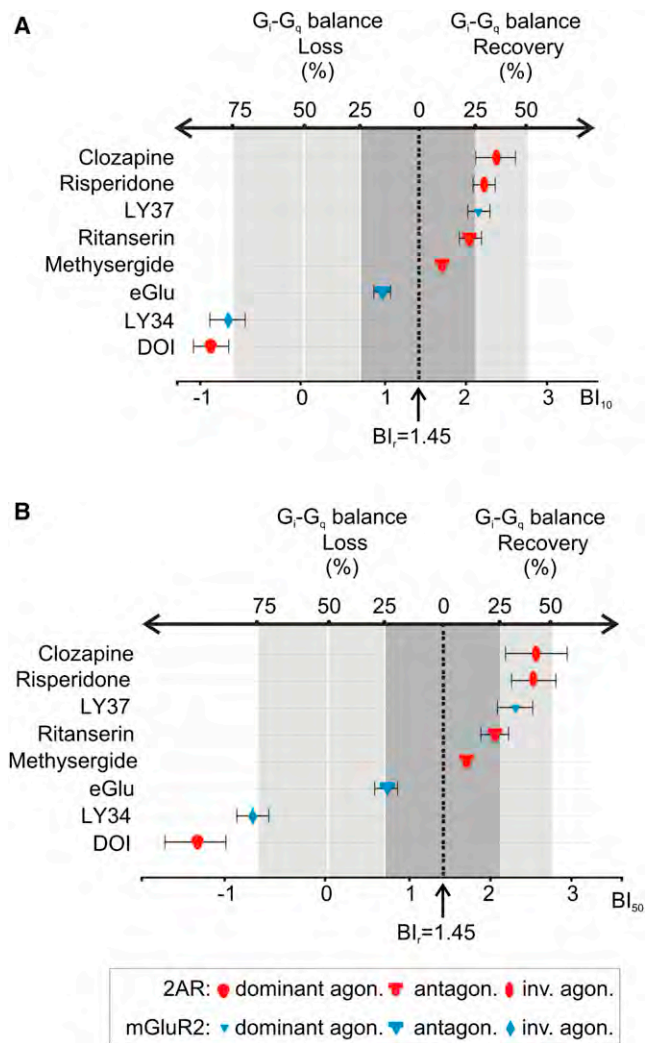 A
Gi-Gq balance Loss (%)
Gi-Gq balance Recovery (%)
75 50 25 0 25 50
Clozapine
Risperidone
LY37
Ritanserin
Methysergide
eGlu
LY34
DOI
-1 0 1 2 3 BI10
BIr=1.45
B
Gi-Gq balance Loss (%)
Gi-Gq balance Recovery (%)
75 50 25 0 25 50
Clozapine
Risperidone
LY37
Ritanserin
Methysergide
eGlu
LY34
DOI
-1 0 1 2 3 BI50
BIr=1.45
2AR: dominant agon. antagon. inv. agon.
mGluR2: dominant agon. antagon. inv. agon.